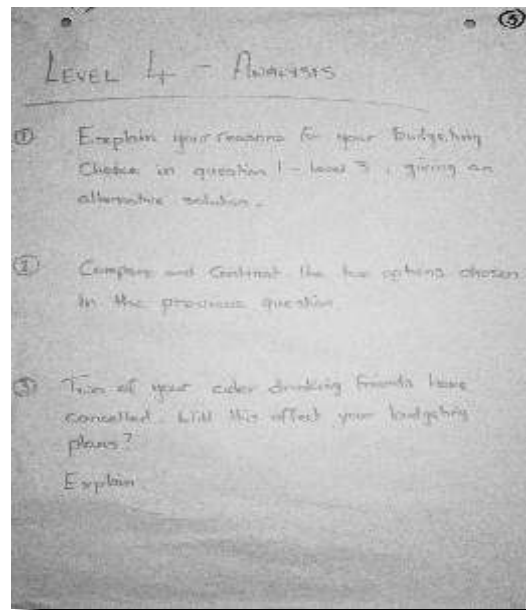 5
LEVEL 4 - ANALYSIS
① Explain your reasons for your budgeting
Choice in question 1 - level 3, giving an
alternative solution.
② Compare and Contrast the two options chosen
in the previous question.
③ Two of your cider drinking friends have
cancelled. Will this affect your budgeting
plans?
Explain